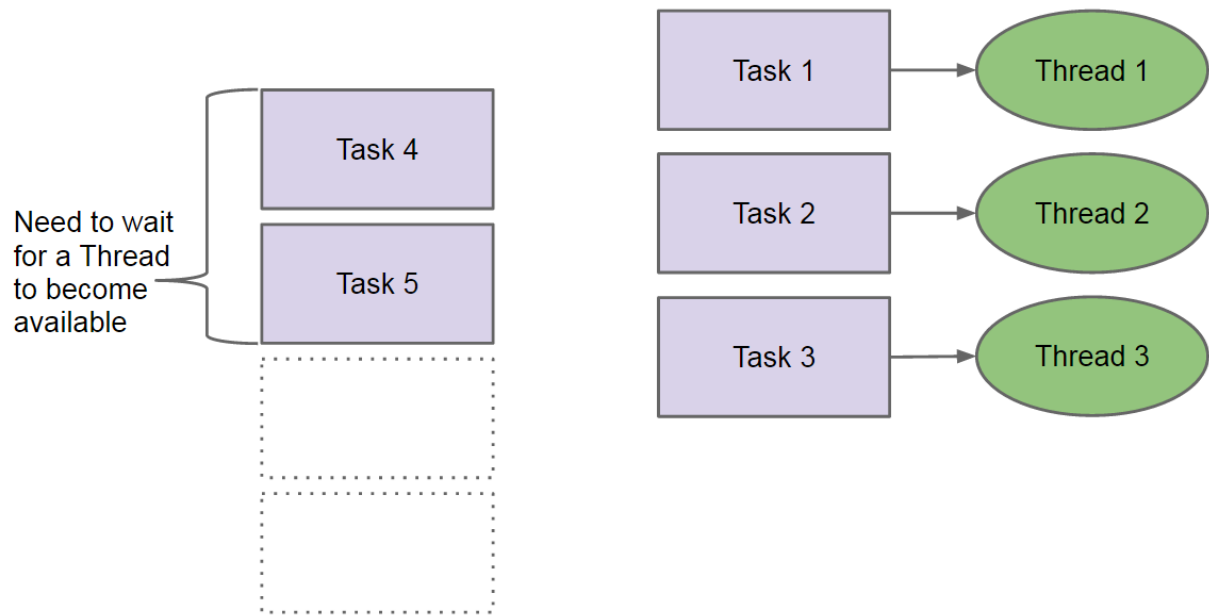 Task 1
Thread 1
Task 4
Task 2
Thread 2
Need to wait
for a Thread
to become
available
Task 5
Task 3
Thread 3